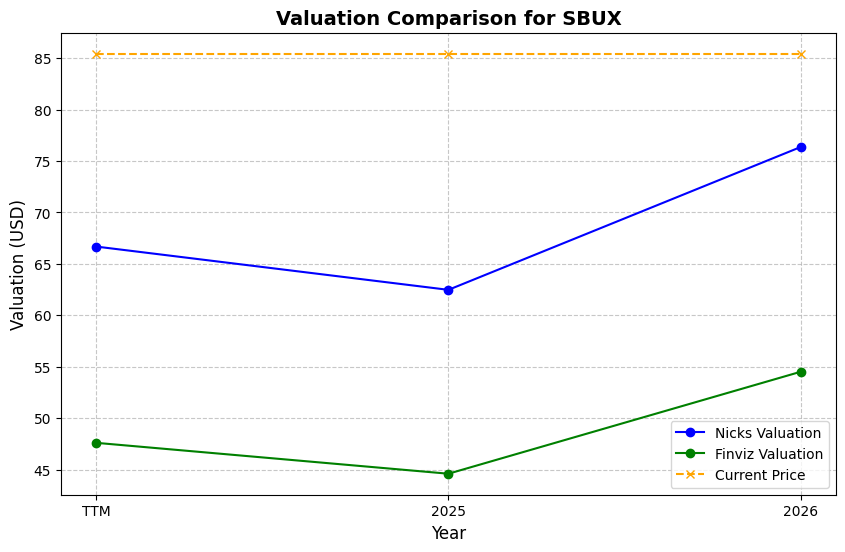 Valuation Comparison for SBUX
Valuation (USD)
85
80
75
70
65
60
55
50
45
TTM
2025
2026
Year
Nicks Valuation
Finviz Valuation
Current Price